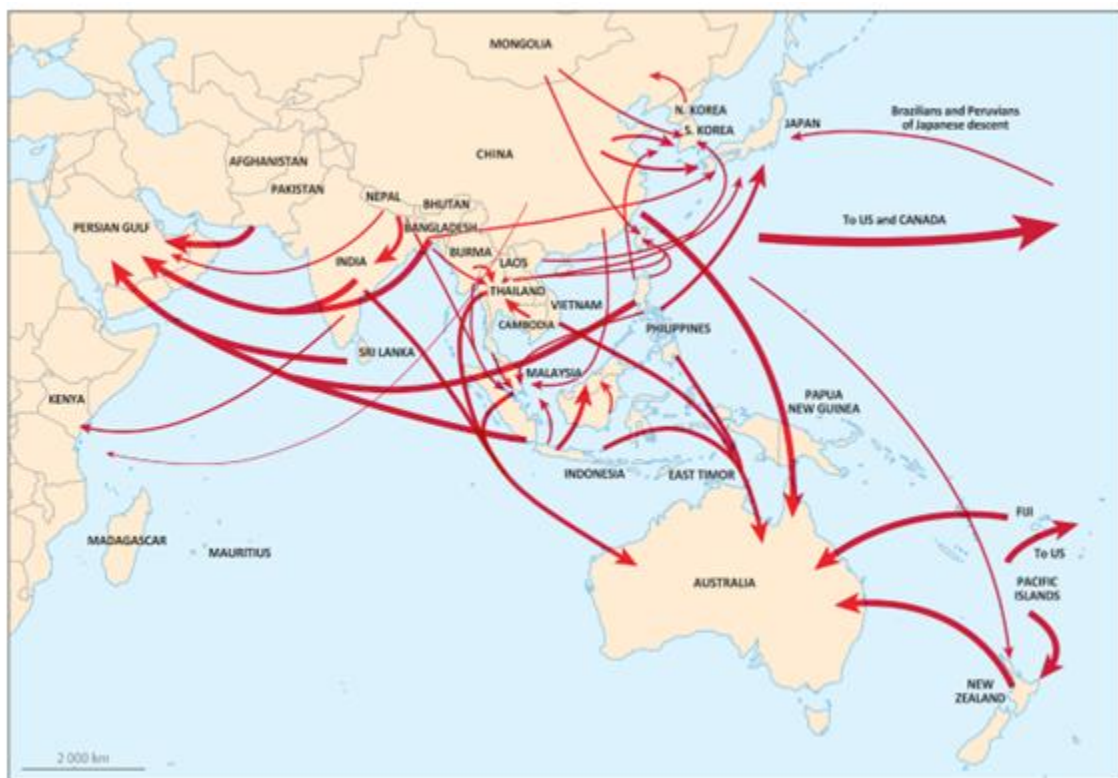 MONGOLIA
N. KOREA
Brazilians and Peruvians
of Japanese descent
JAPAN
S. KOREA
CHINA
AFGHANISTAN
PAKISTAN
NEPAL
BHUTAN
PERSIAN GULF
BANGLADESH
To US and CANADA
BURMA
LAOS
INDIA
THAILAND
VIETNAM
CAMBODIA
PHILIPPINES
SRI LANKA
MALAYSIA
KENYA
PAPUA
NEW GUINEA
INDONESIA
EAST TIMOR
FIJI
MADAGASCAR
MAURITIUS
To US
AUSTRALIA
PACIFIC
ISLANDS
NEW
ZEALAND
2 000 km